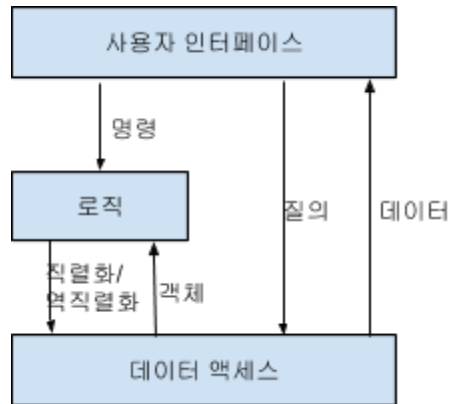 사용자 인터페이스
명령
로직
질의
데이터
직렬화/
역직렬화
객체
데이터 액세스